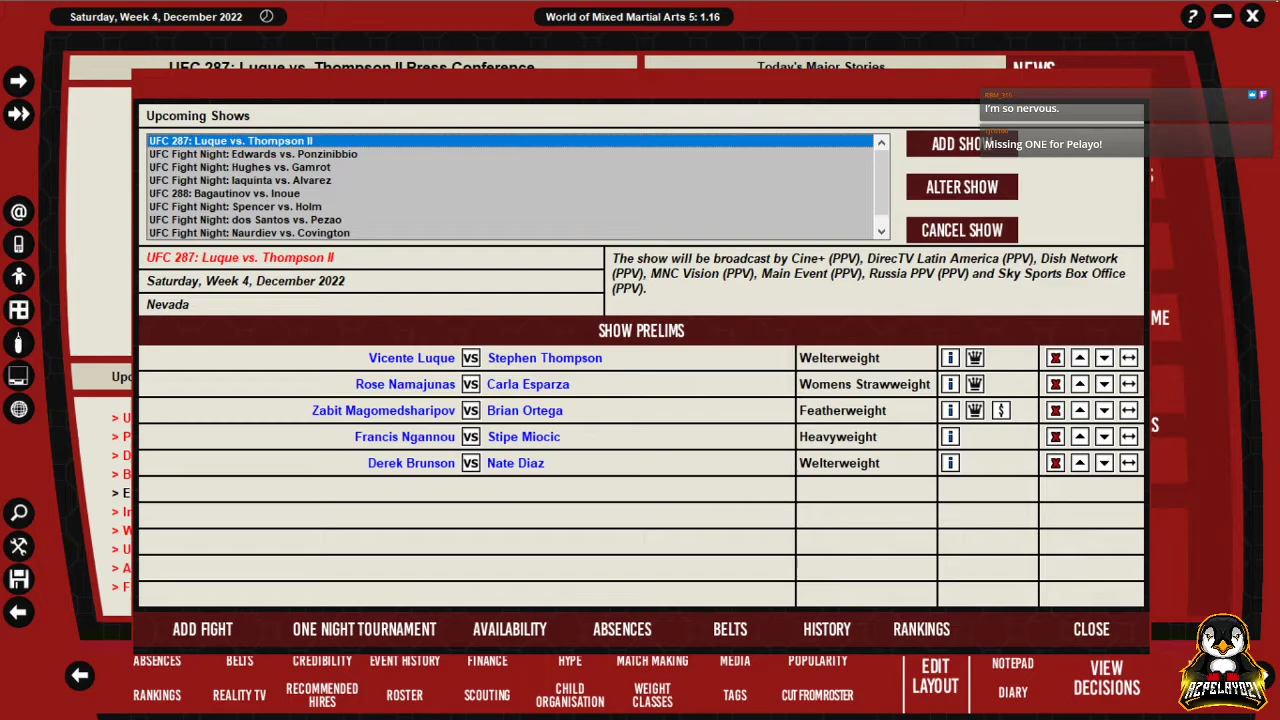 Saturday, Week 4, December 2022
World of Mixed Martial Arts 5: 1.16
?
UFC 287: Luque vs. Thompson II Press Conference
Today's Major Stories
NEWS
Upcoming Shows
I'm so nervous.
Missing ONE for Pelayo!
UFC 287: Luque vs. Thompson II
UFC Fight Night: Edwards vs. Ponzinibbio
UFC Fight Night: Hughes vs. Gamrot
UFC Fight Night: Iaquinta vs. Alvarez
UFC 288: Bagautinov vs. Inoue
UFC Fight Night: Spencer vs. Holm
UFC Fight Night: dos Santos vs. Pezao
UFC Fight Night: Naurdiev vs. Covington
ADD SHOW
ALTER SHOW
CANCEL SHOW
UFC 287: Luque vs. Thompson II
Saturday, Week 4, December 2022
Nevada
The show will be broadcast by Cine+ (PPV), DirecTV Latin America (PPV), Dish Network
(PPV), MNC Vision (PPV), Main Event (PPV), Russia PPV (PPV) and Sky Sports Box Office
(PPV).
SHOW PRELIMS
Vicente Luque VS Stephen Thompson Welterweight
Rose Namajunas VS Carla Esparza Womens Strawweight
Zabit Magomedsharipov VS Brian Ortega Featherweight
Francis Ngannou VS Stipe Miocic Heavyweight
Derek Brunson VS Nate Diaz Welterweight
ADD FIGHT ONE NIGHT TOURNAMENT AVAILABILITY ABSENCES BELTS HISTORY RANKINGS CLOSE
ABSENCES BELTS CREDIBILITY EVENT HISTORY FINANCE HYPE MATCH MAKING MEDIA POPULARITY
RANKINGS REALITY TV RECOMMENDED HIRES ROSTER SCOUTING CHILD ORGANISATION WEIGHT CLASSES TAGS CUT FROM ROSTER
EDIT LAYOUT
NOTEPAD
DIARY
VIEW DECISIONS
ACPELAYO21